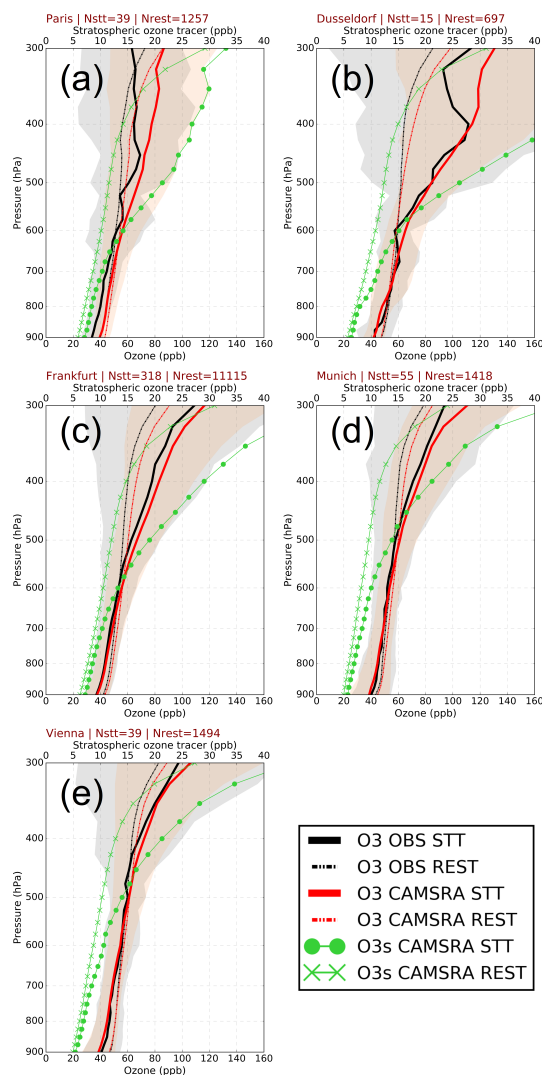 Paris | Nstt=39 | Nrest=1257
Stratospheric ozone tracer (ppb)
0 5 10 15 20 25 30 35 40
(a)
Pressure (hPa)
300
400
500
600
700
800
900
0 20 40 60 80 100 120 140 160
Ozone (ppb)
Dusseldorf | Nstt=15 | Nrest=697
Stratospheric ozone tracer (ppb)
0 5 10 15 20 25 30 35 40
(b)
Pressure (hPa)
300
400
500
600
700
800
900
0 20 40 60 80 100 120 140 160
Ozone (ppb)
Frankfurt | Nstt=318 | Nrest=11115
Stratospheric ozone tracer (ppb)
0 5 10 15 20 25 30 35 40
(c)
Pressure (hPa)
300
400
500
600
700
800
900
0 20 40 60 80 100 120 140 160
Ozone (ppb)
Munich | Nstt=55 | Nrest=1418
Stratospheric ozone tracer (ppb)
0 5 10 15 20 25 30 35 40
(d)
Pressure (hPa)
300
400
500
600
700
800
900
0 20 40 60 80 100 120 140 160
Ozone (ppb)
Vienna | Nstt=39 | Nrest=1494
Stratospheric ozone tracer (ppb)
0 5 10 15 20 25 30 35 40
(e)
Pressure (hPa)
300
400
500
600
700
800
900
0 20 40 60 80 100 120 140 160
Ozone (ppb)
O3 OBS STT
O3 OBS REST
O3 CAMSRA STT
O3 CAMSRA REST
O3s CAMSRA STT
O3s CAMSRA REST